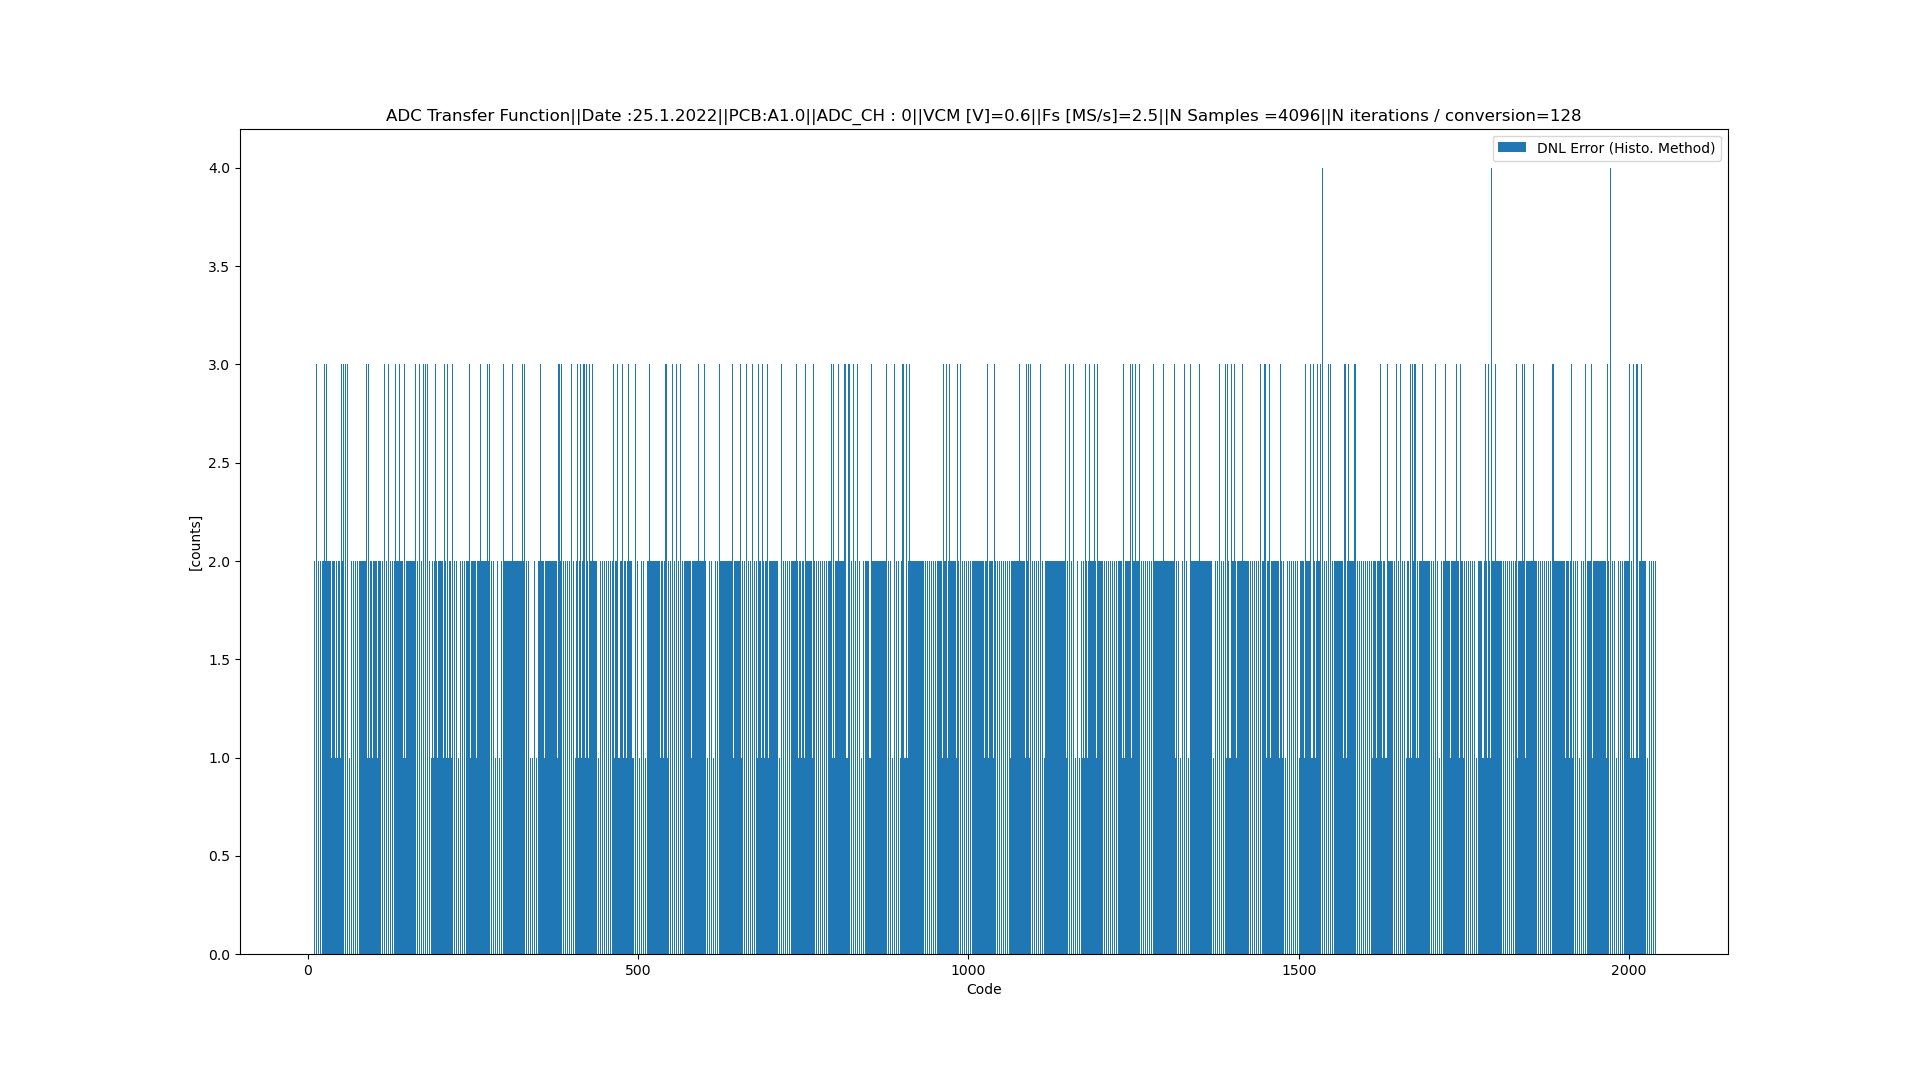 ADC Transfer Function||Date :25.1.2022||PCB:A1.0||ADC_CH : 0||VCM [V]=0.6||Fs [MS/s]=2.5||N Samples =4096||N iterations / conversion=128
DNL Error (Histo. Method)
4.0
3.5
3.0
2.5
2.0
1.5
1.0
0.5
0.0
[counts]
0 500 1000 1500 2000
Code